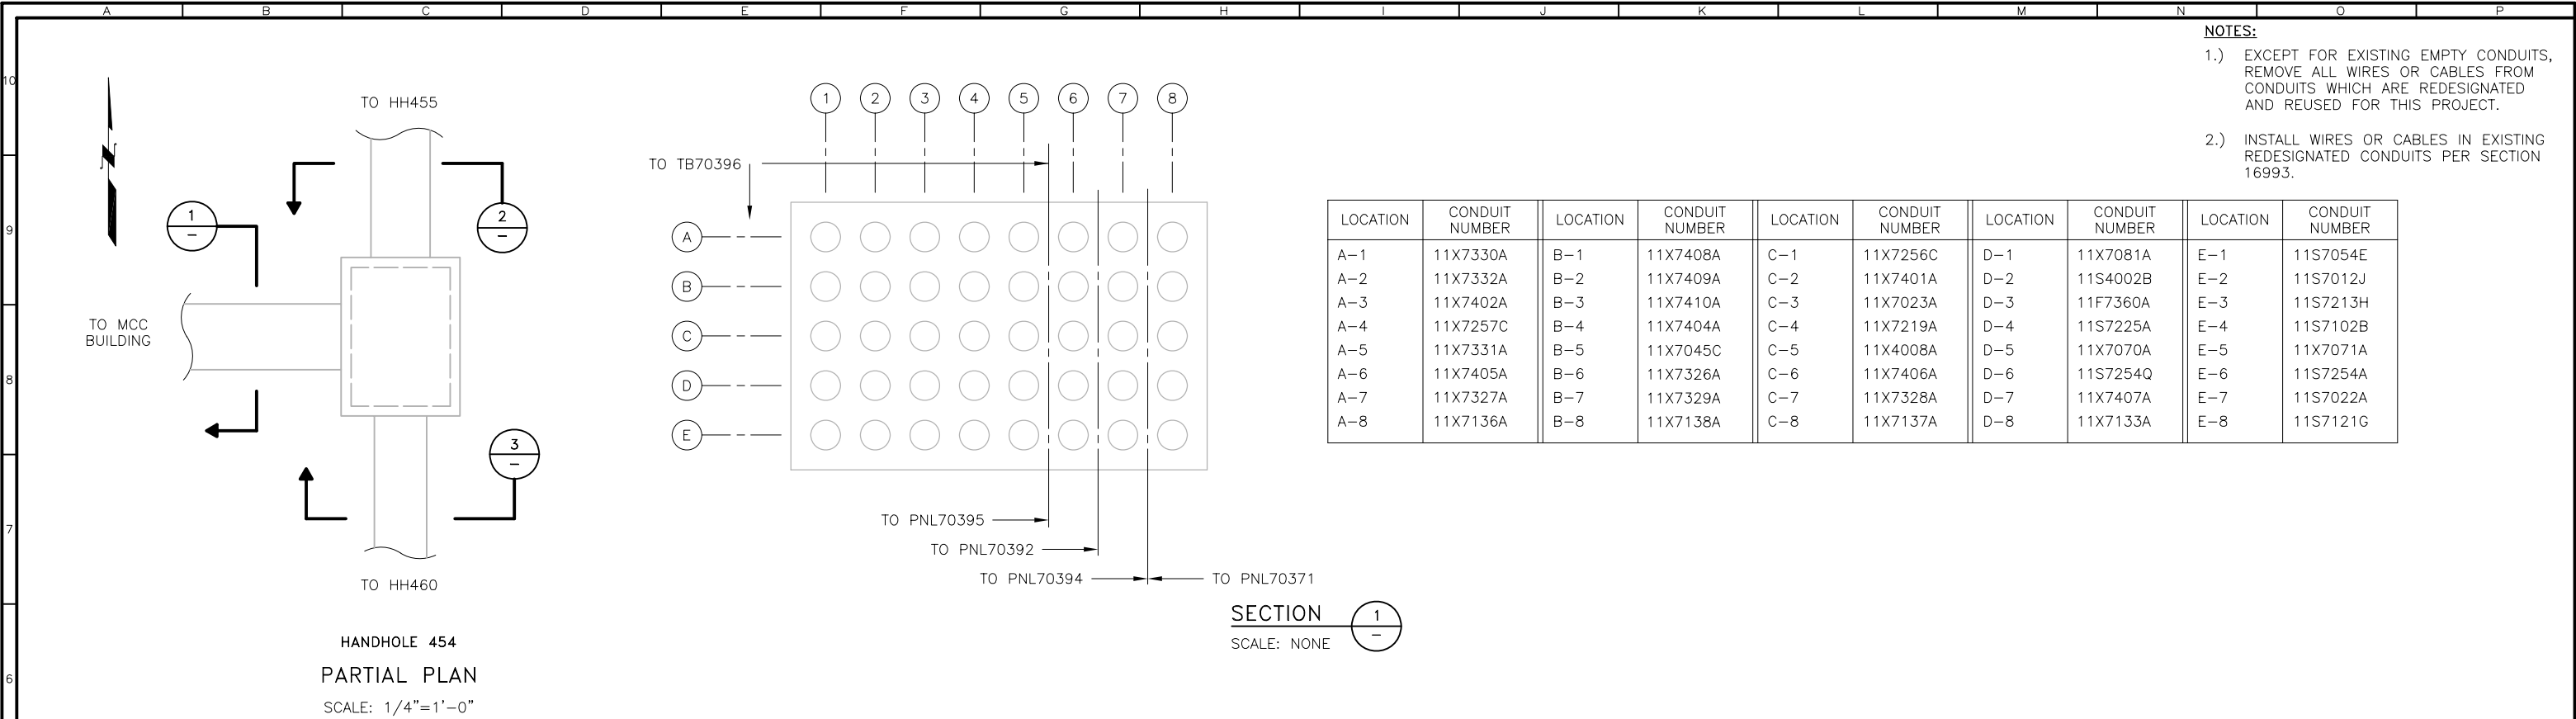 A B C D E F G H I J K L M N O P
10
9
8
7
6
NOTES:
1.) EXCEPT FOR EXISTING EMPTY CONDUITS,
REMOVE ALL WIRES OR CABLES FROM
CONDUITS WHICH ARE REDESIGNATED
AND REUSED FOR THIS PROJECT.
2.) INSTALL WIRES OR CABLES IN EXISTING
REDESIGNATED CONDUITS PER SECTION
16993.
TO HH455
1
–
2
–
TO MCC
BUILDING
3
–
TO HH460
HANDHOLE 454
PARTIAL PLAN
SCALE: 1/4"=1'-0"
1 2 3 4 5 6 7 8
TO TB70396
A
B
C
D
E
TO PNL70395
TO PNL70392
TO PNL70394 TO PNL70371
SECTION 1
–
SCALE: NONE
LOCATION CONDUIT NUMBER LOCATION CONDUIT NUMBER LOCATION CONDUIT NUMBER LOCATION CONDUIT NUMBER LOCATION CONDUIT NUMBER
A-1 11X7330A B-1 11X7408A C-1 11X7256C D-1 11X7081A E-1 11S7054E
A-2 11X7332A B-2 11X7409A C-2 11X7401A D-2 11S4002B E-2 11S7012J
A-3 11X7402A B-3 11X7410A C-3 11X7023A D-3 11F7360A E-3 11S7213H
A-4 11X7257C B-4 11X7404A C-4 11X7219A D-4 11S7225A E-4 11S7102B
A-5 11X7331A B-5 11X7045C C-5 11X4008A D-5 11X7070A E-5 11X7071A
A-6 11X7405A B-6 11X7326A C-6 11X7406A D-6 11S7254Q E-6 11S7254A
A-7 11X7327A B-7 11X7329A C-7 11X7328A D-7 11X7407A E-7 11S7022A
A-8 11X7136A B-8 11X7138A C-8 11X7137A D-8 11X7133A E-8 11S7121G